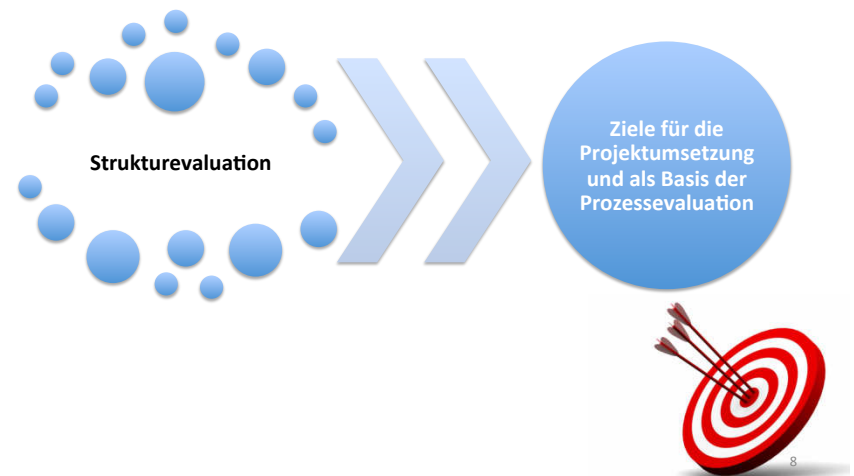 Strukturevaluation
Ziele für die
Projektumsetzung
und als Basis der
Prozessevaluation
8